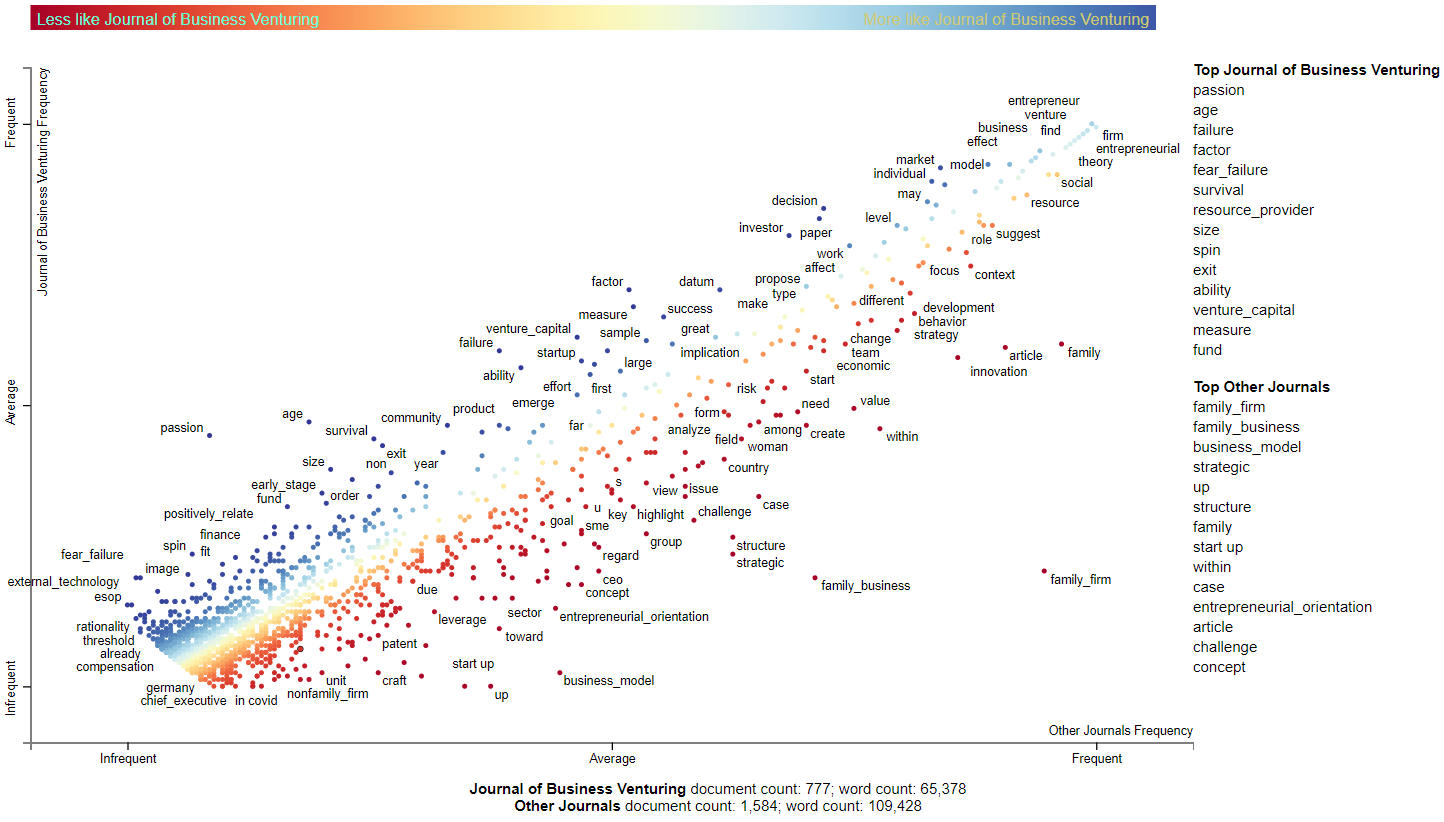 Less like Journal of Business Venturing
More like Journal of Business Venturing
Frequent
Average
Infrequent
Journal of Business Venturing Frequency
entrepreneur
venture
business
find
effect
firm
entrepreneurial
theory
market
model
individual
social
may
resource
decision
level
investor
paper
role
suggest
work
affect
focus
context
factor
datum
propose
type
make
different
development
measure
success
behavior
venture_capital
sample
great
strategy
failure
startup
implication
change
team
article
family
large
economic
innovation
ability
effort
first
risk
start
emerge
product
form
need
value
age
community
passion
survival
far
analyze
among
create
within
field
woman
exit
size
non
year
country
early_stage
s
view
issue
fund
order
u
key
highlight
challenge
case
positively_relate
goal
sme
finance
group
structure
spin
fit
regard
strategic
fear_failure
image
external_technology
ceo
family_business
family_firm
concept
esop
due
sector
entrepreneurial_orientation
rationality
leverage
threshold
toward
already
patent
compensation
start up
unit
craft
business_model
germany
nonfamily_firm
up
chief_executive
in covid
Other Journals Frequency
Infrequent
Average
Frequent
Journal of Business Venturing document count: 777; word count: 65,378
Other Journals document count: 1,584; word count: 109,428
Top Journal of Business Venturing
passion
age
failure
factor
fear_failure
survival
resource_provider
size
spin
exit
ability
venture_capital
measure
fund
Top Other Journals
family_firm
family_business
business_model
strategic
up
structure
family
start up
within
case
entrepreneurial_orientation
article
challenge
concept